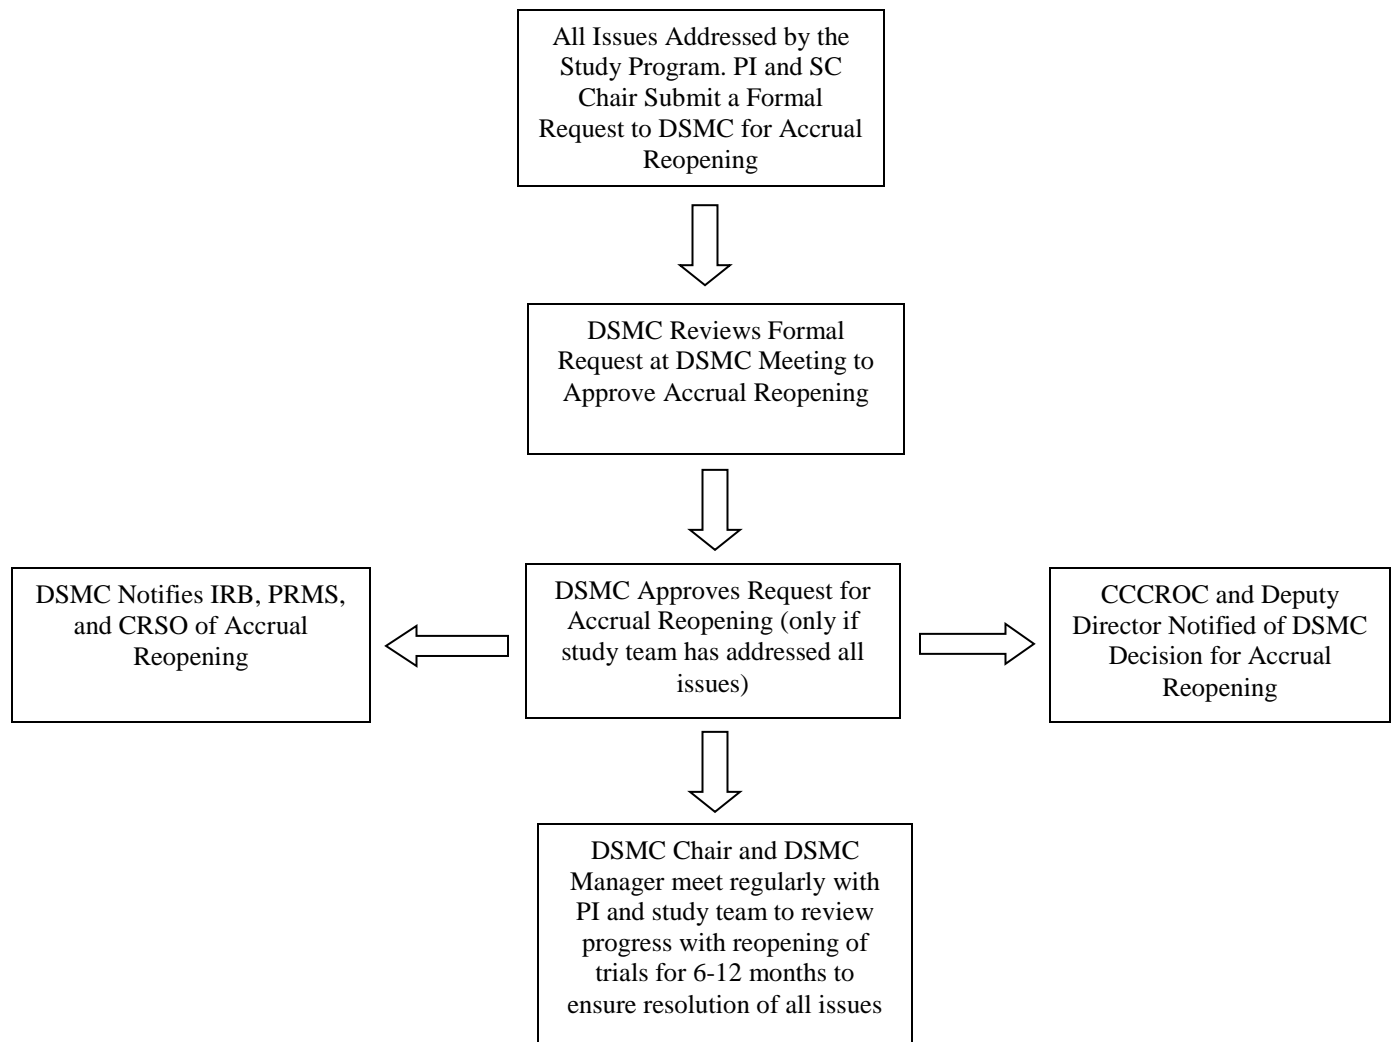 All Issues Addressed by the
Study Program. PI and SC
Chair Submit a Formal
Request to DSMC for Accrual
Reopening
DSMC Reviews Formal
Request at DSMC Meeting to
Approve Accrual Reopening
DSMC Notifies IRB, PRMS,
and CRSO of Accrual
Reopening
DSMC Approves Request for
Accrual Reopening (only if
study team has addressed all
issues)
CCCROC and Deputy
Director Notified of DSMC
Decision for Accrual
Reopening
DSMC Chair and DSMC
Manager meet regularly with
PI and study team to review
progress with reopening of
trials for 6-12 months to
ensure resolution of all issues